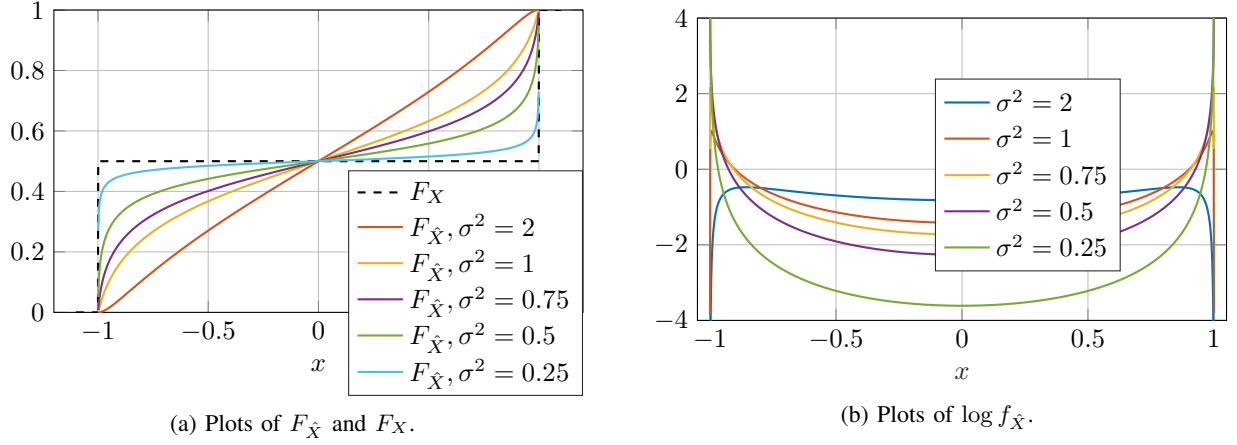 1
0.8
0.6
0.4
0.2
0
−1
−0.5
0
x
F_X
F_X̂, σ² = 2
F_X̂, σ² = 1
F_X̂, σ² = 0.75
F_X̂, σ² = 0.5
F_X̂, σ² = 0.25
(a) Plots of F_X̂ and F_X.
4
2
0
−2
−4
−1
−0.5
0
0.5
1
x
σ² = 2
σ² = 1
σ² = 0.75
σ² = 0.5
σ² = 0.25
(b) Plots of log f_X̂.